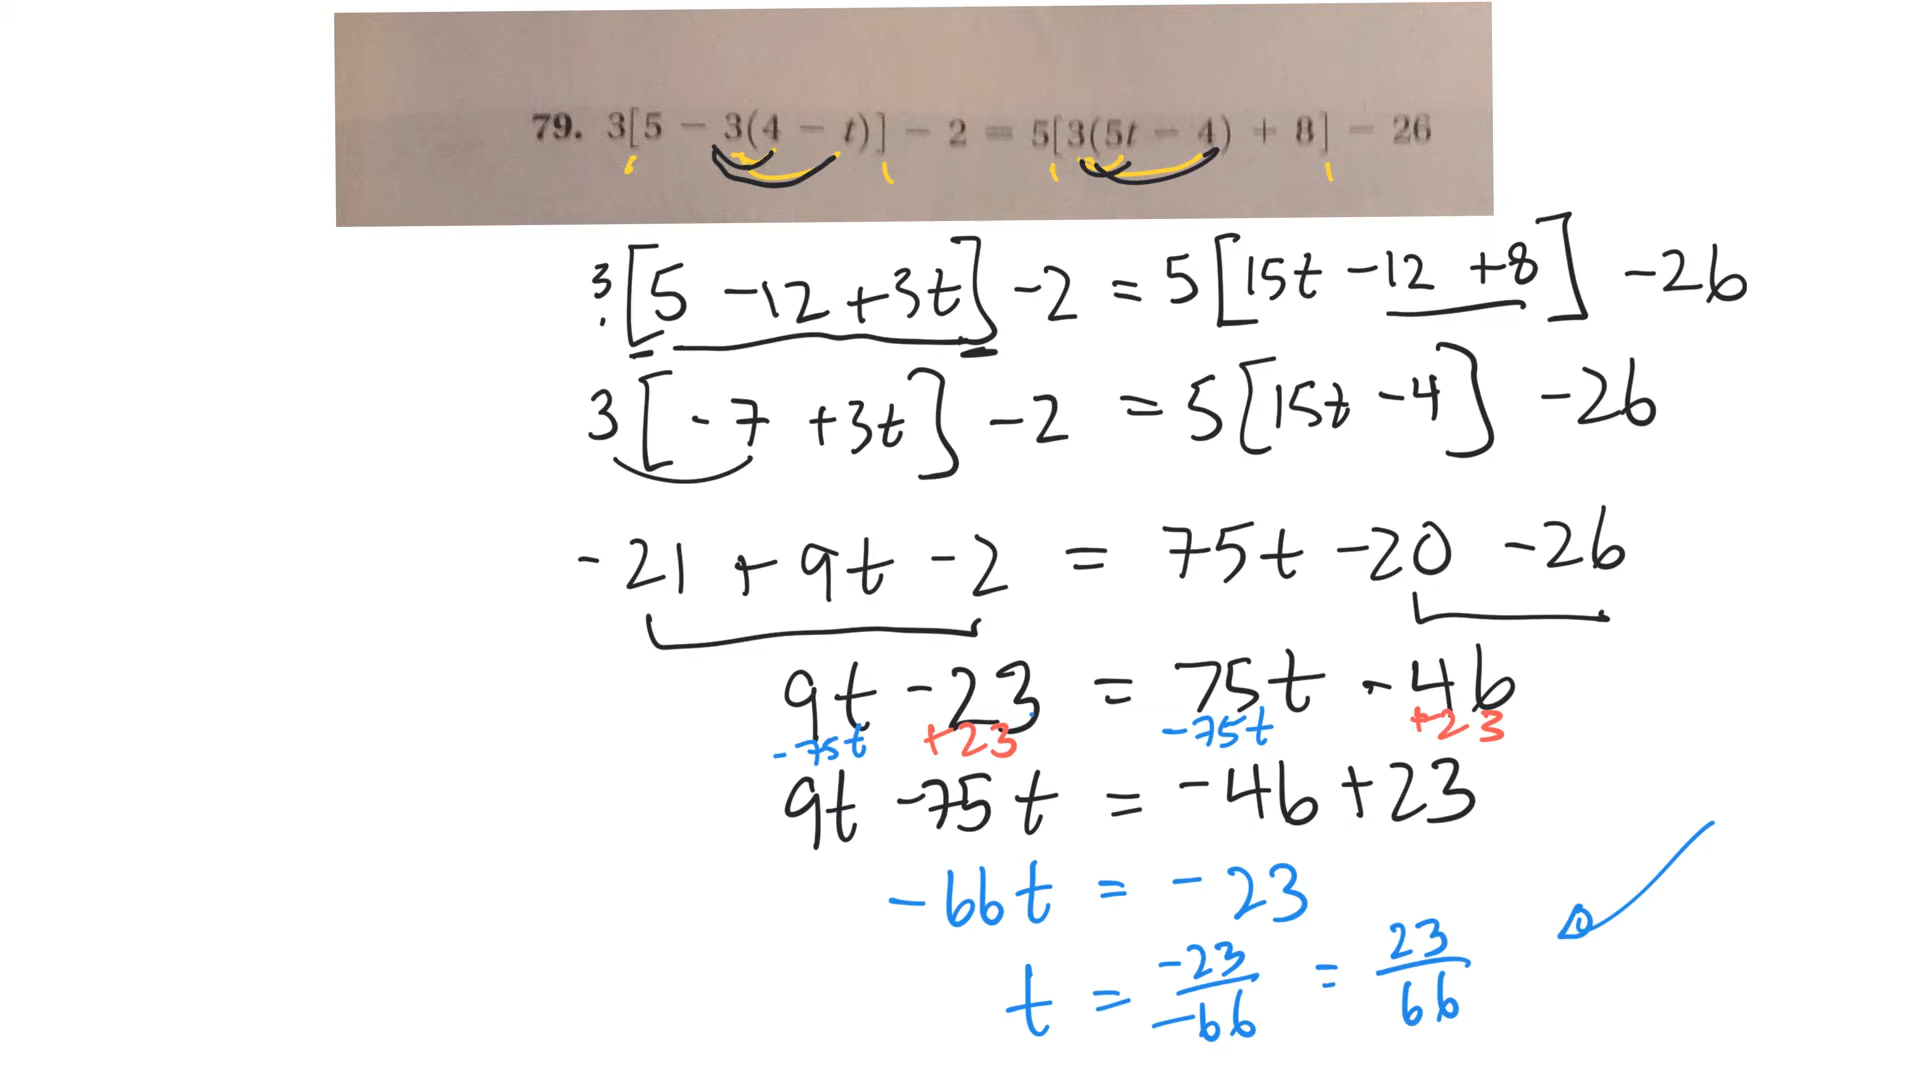 79. 3[5 − 3(4 − t)] − 2 = 5[3(5t − 4) + 8] − 26
3[5 −12 +3t] −2 = 5[15t −12 +8] −26
3[-7 +3t] −2 = 5[15t −4] −26
-21 + 9t −2 = 75t −20 −26
9t −23 = 75t -46
-75t +23 −75t +23
9t −75t = −46 +23
−66t = −23
t = −23/−66 = 23/66